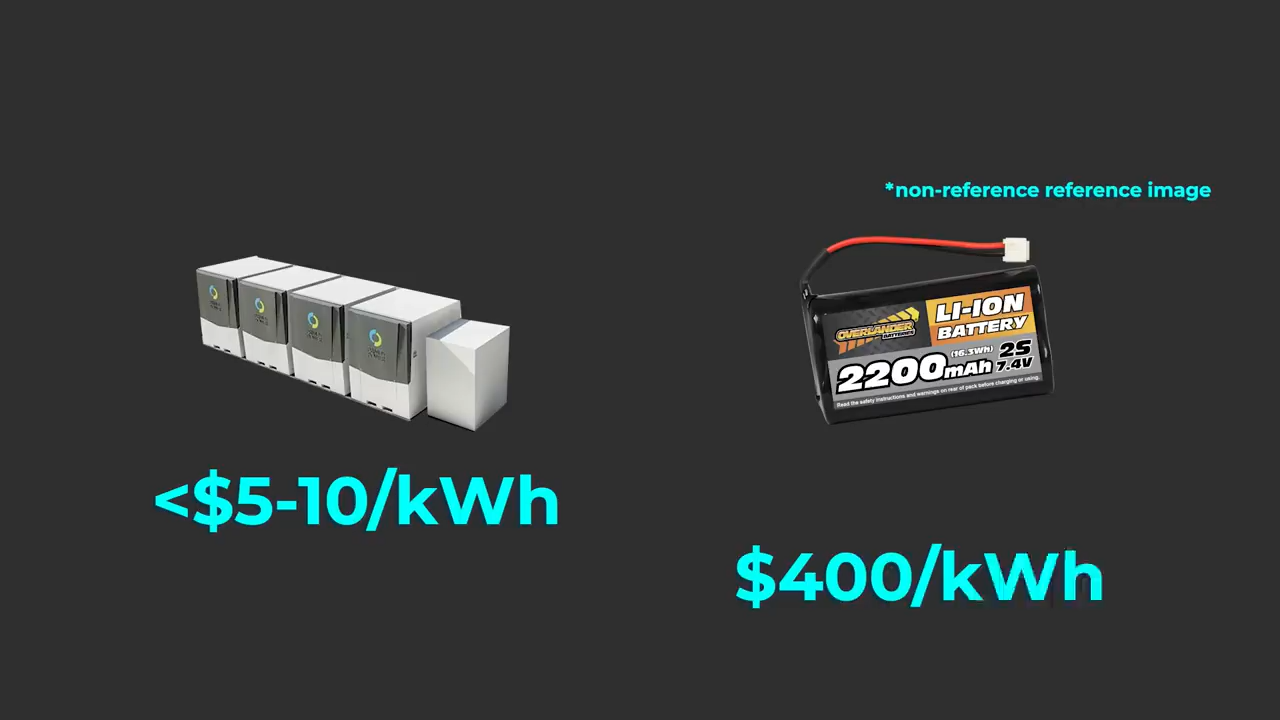 *non-reference reference image
OVERLANDER
BATTERIES
LI-ION
BATTERY
2200mAh
(16.3Wh)
2S
7.4V
Read the safety instructions and warnings on rear of pack before charging or using.
<$5-10/kWh
$400/kWh